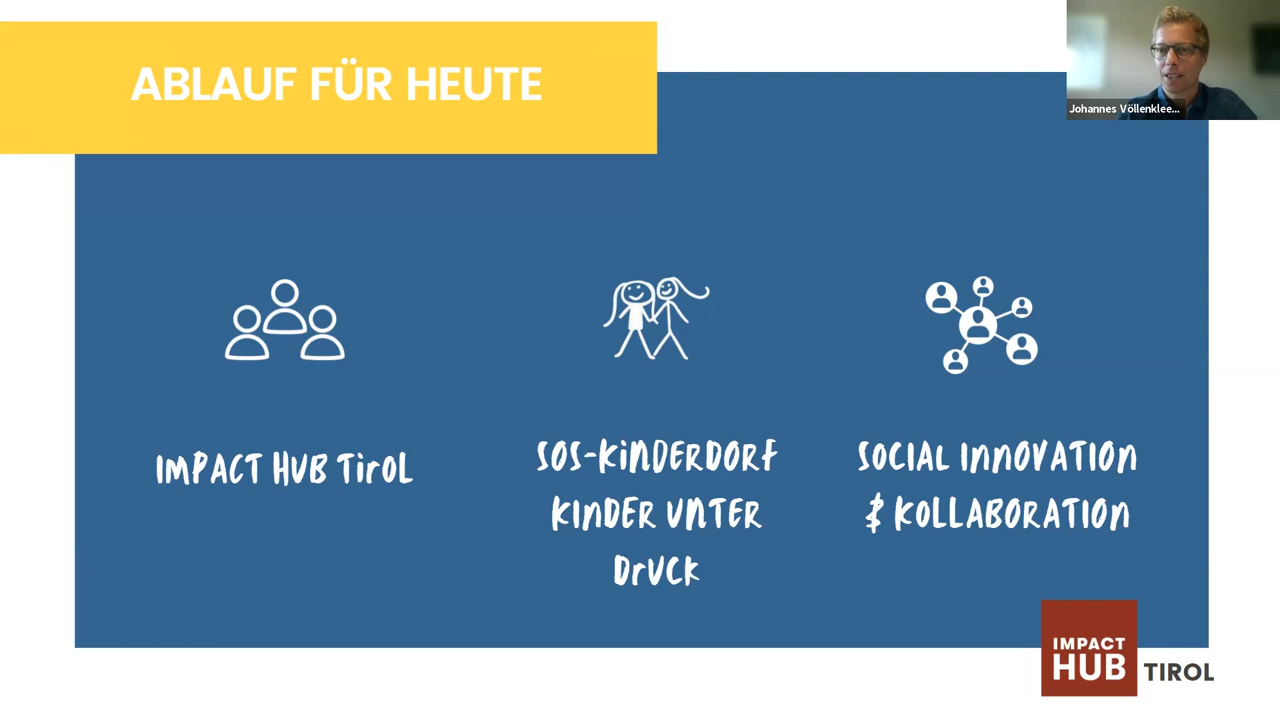 ABLAUF FÜR HEUTE
Johannes Völlenklee...
IMPACT HUB TIROL
SOS-KINDERDORF
KINDER UNTER
DRUCK
SOCIAL INNOVATION
& KOLLABORATION
IMPACT
HUB TIROL